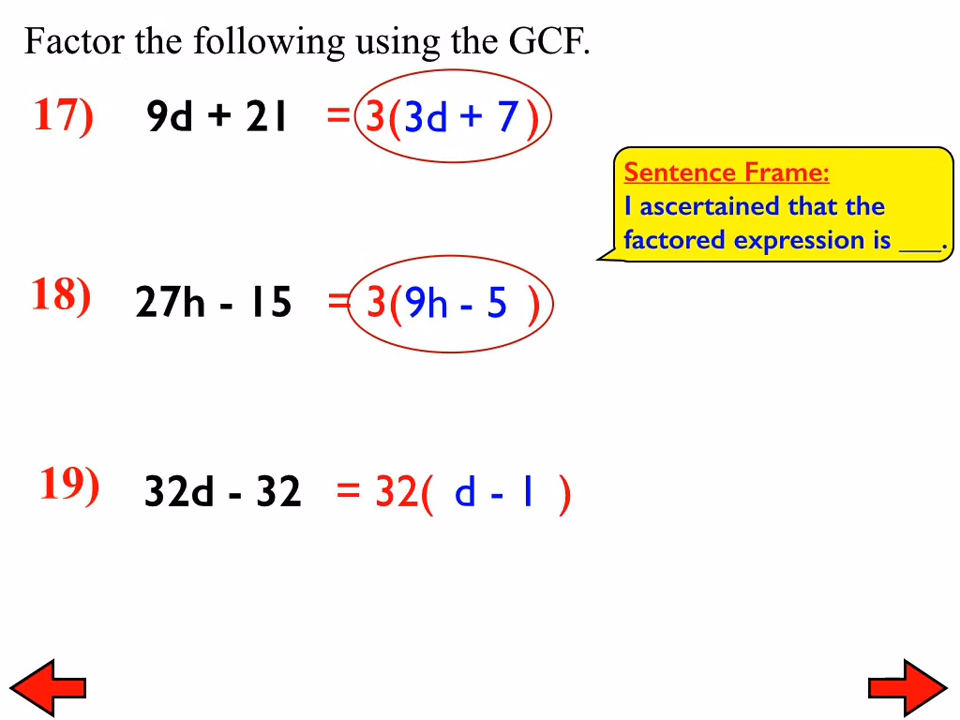 Factor the following using the GCF.
17) 9d + 21 = 3(3d + 7)
Sentence Frame:
I ascertained that the
factored expression is ___.
18) 27h - 15 = 3(9h - 5 )
19) 32d - 32 = 32( d - 1 )